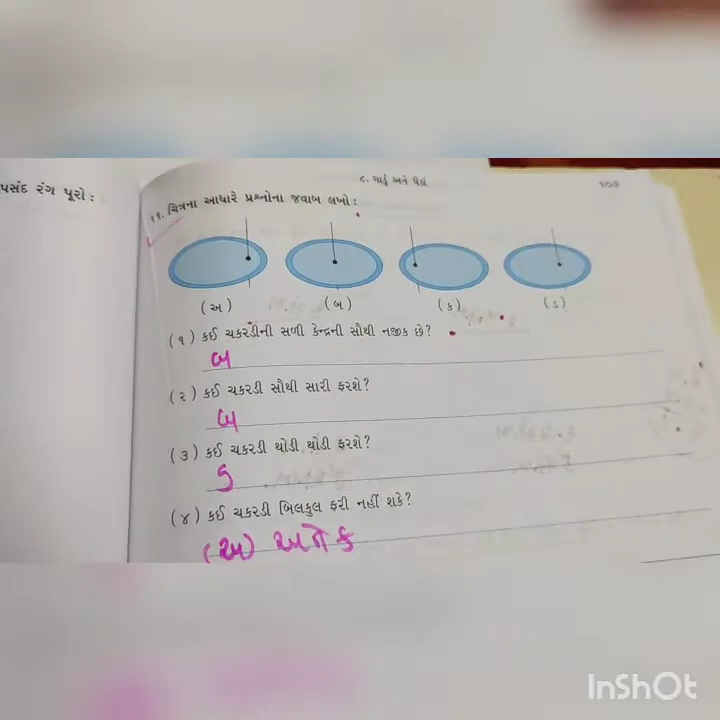 ૮. ગાડું અને પૈડું
૧૦૭
પસંદ રંગ પૂરો :
૧૧. ચિત્રના આધારે પ્રશ્નોના જવાબ લખો :
(અ) (બ) (ક) (ડ)
(૧) કઈ ચકરડીની સળી કેન્દ્રની સૌથી નજીક છે?
બ
(૨) કઈ ચકરડી સૌથી સારી ફરશે?
બ
(૩) કઈ ચકરડી થોડી થોડી ફરશે?
ડ
(૪) કઈ ચકરડી બિલકુલ ફરી નહીં શકે?
(અ) અને ક
InShOt